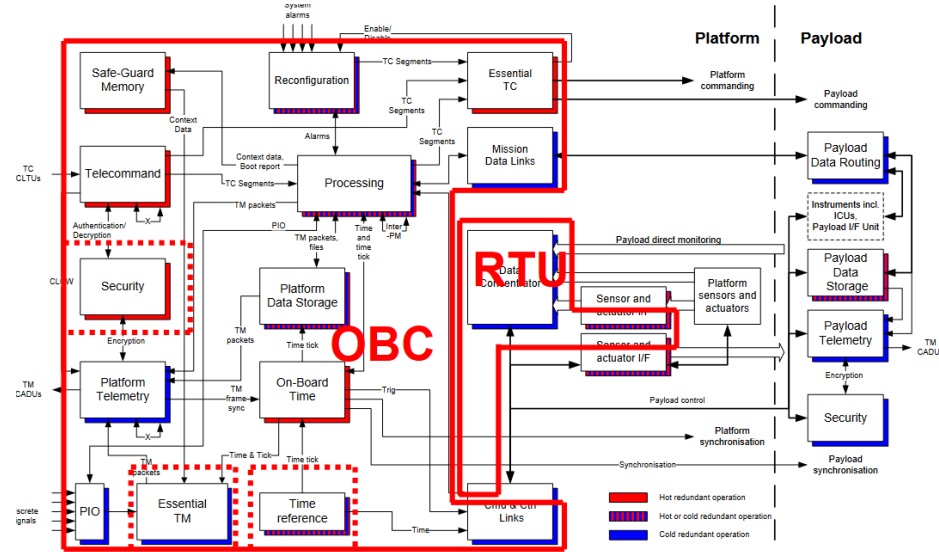 System
alarms
Enable/
Disable
Platform
Payload
Safe-Guard
Memory
Reconfiguration
TC Segments
Essential
TC
Platform
commanding
Payload
commanding
TC
Segments
Context
Data
Alarms
TC
Segments
Mission
Data Links
Payload
Data Routing
TC
CLTUs
Telecommand
Context data,
Boot report
Processing
TC Segments
TM packets
Instruments incl.
ICUs,
Payload I/F Unit
Authentication/
Decryption
X
PIO
TM packets,
files
Time
and
time
tick
Inter
-PM
Payload direct monitoring
RTU
Data
Concentrator
Payload
Data
Storage
CLCW
Security
Platform
Data Storage
Sensor and
actuator I/F
Platform
sensors and
actuators
Payload
Telemetry
TM
packets
OBC
Time tick
Encryption
Sensor and
actuator I/F
TM
CADU
Encryption
TM
CADUs
Platform
Telemetry
TM
frame
sync
On-Board
Time
Trig
Payload control
Security
X
Platform
synchronisation
Time & Tick
Time tick
TM
packets
Synchronisation
Payload
synchronisation
PIO
Essential
TM
Time
reference
Time
Cmd & Ctrl
Links
Hot redundant operation
Hot or cold redundant operation
Cold redundant operation